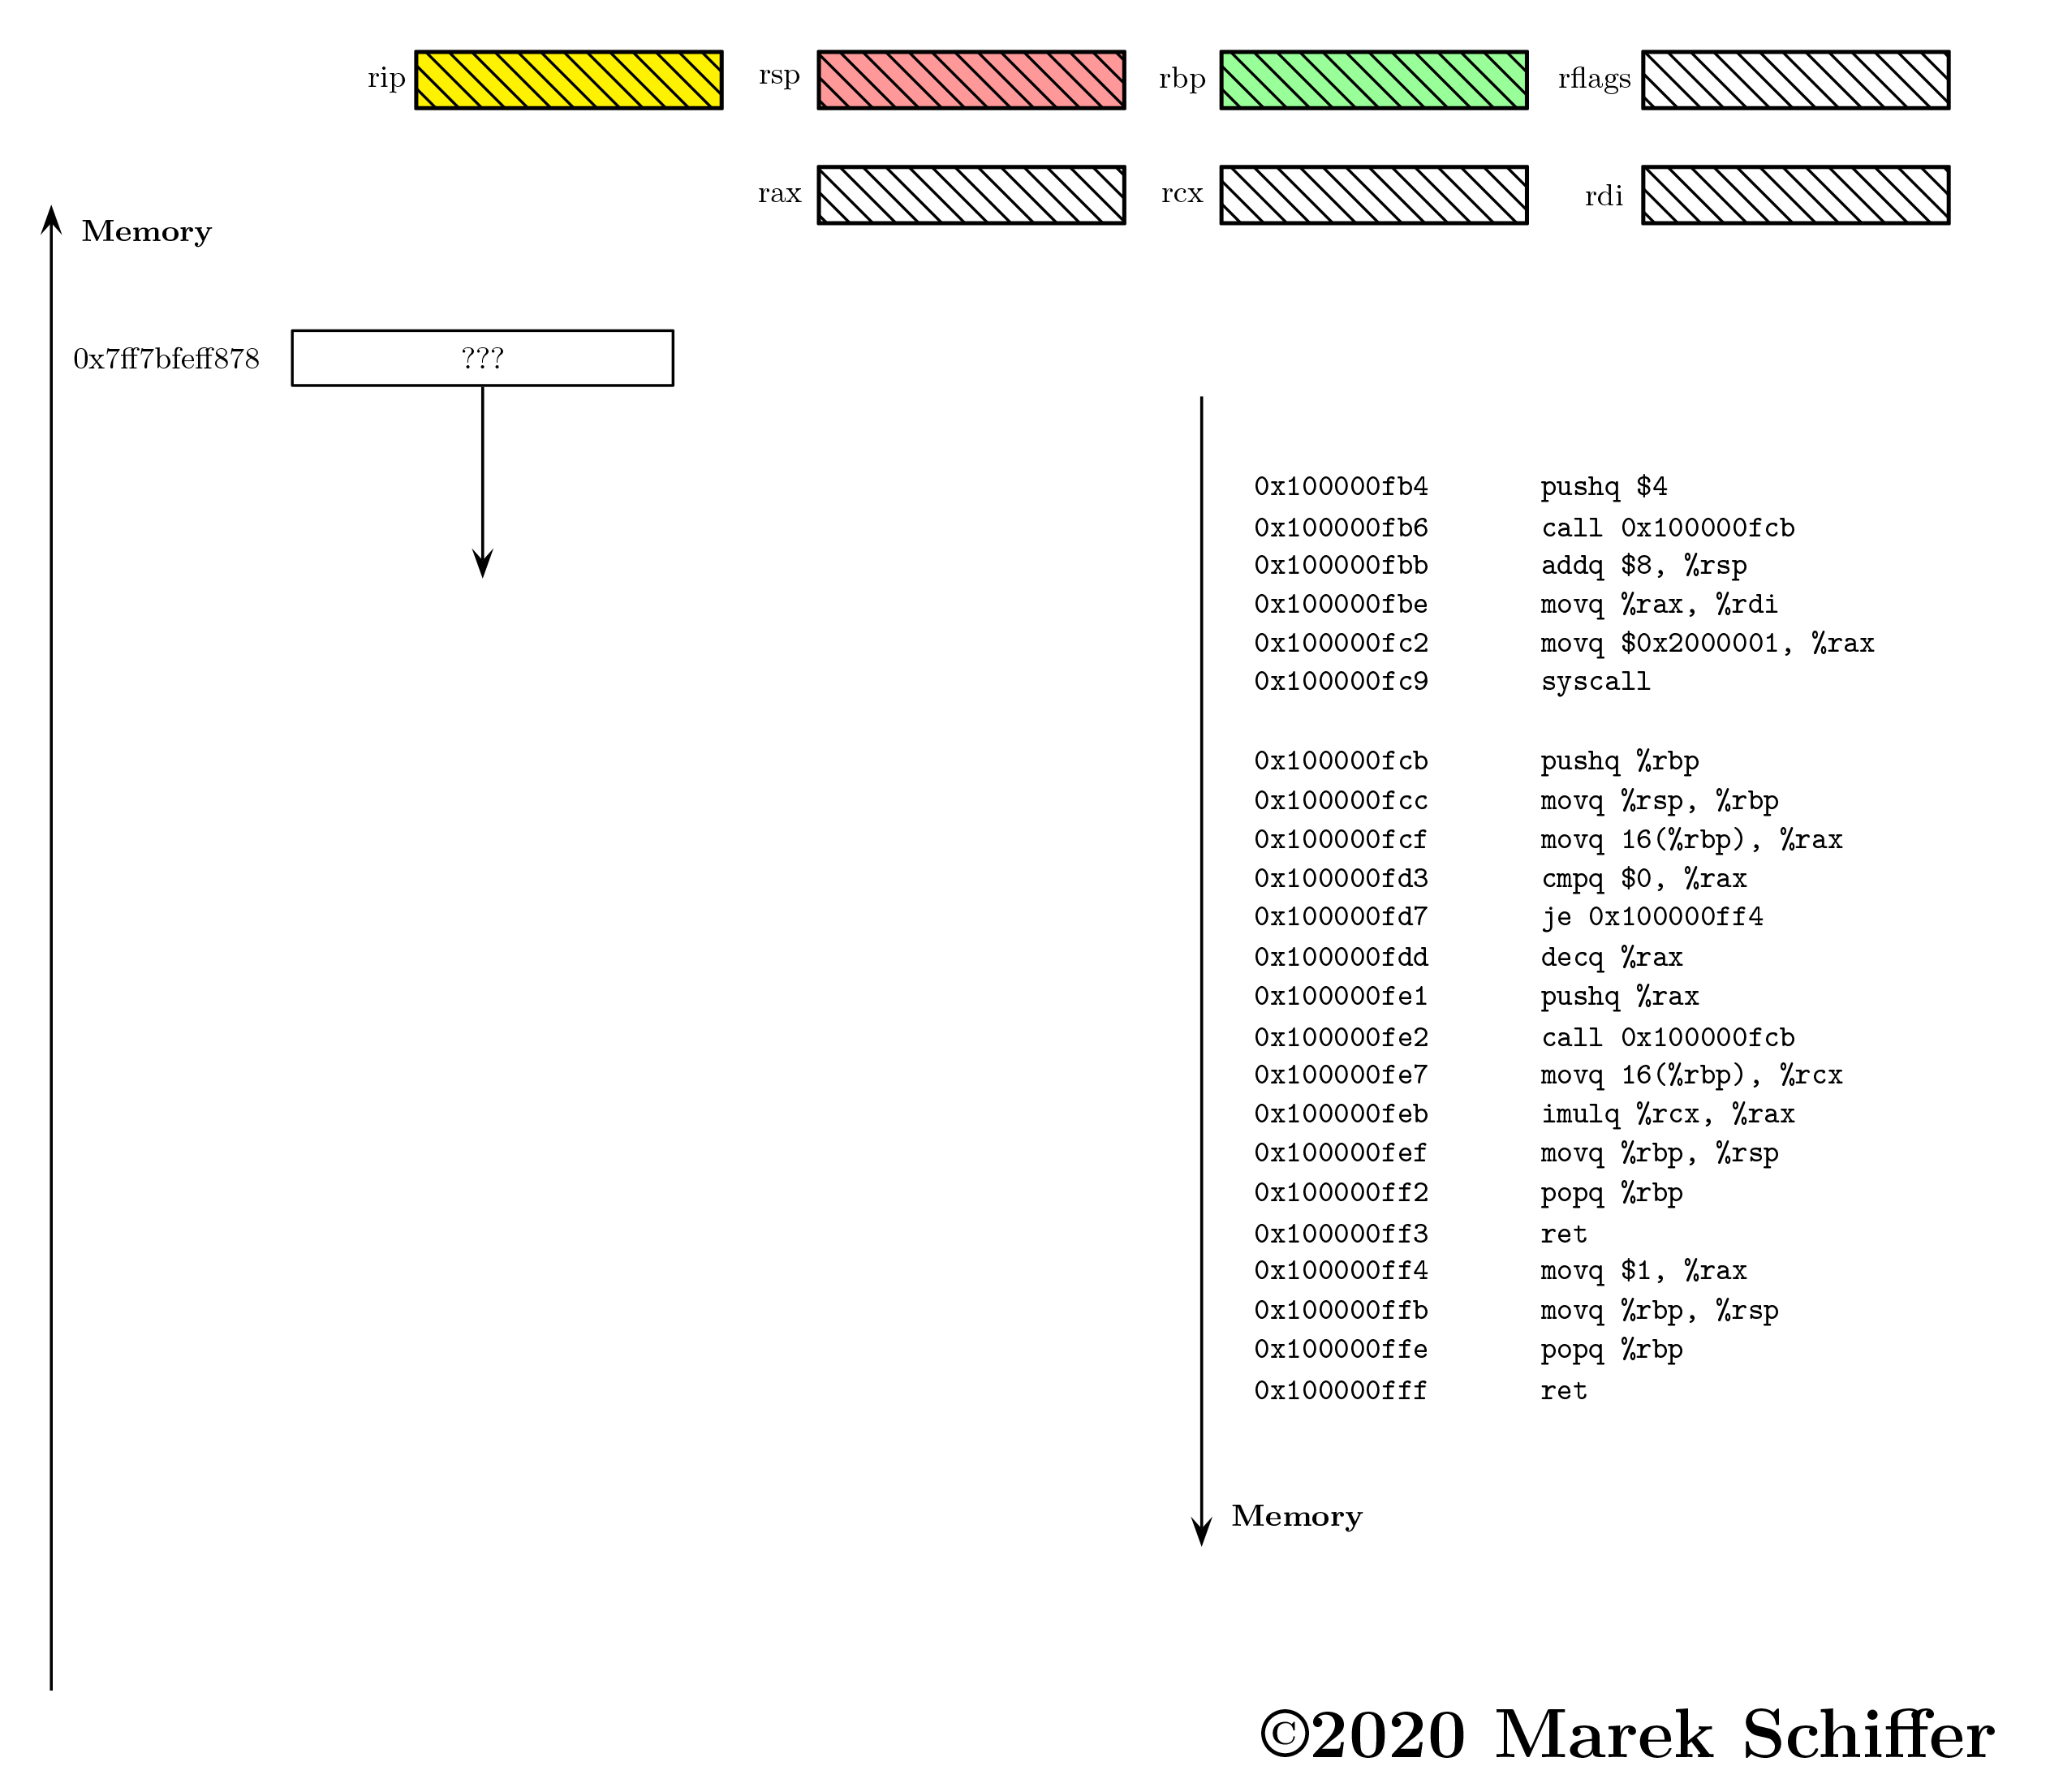 rip rsp rbp rflags
rax rcx rdi
Memory
0x7ff7bfeff878 ???
0x100000fb4 pushq $4
0x100000fb6 call 0x100000fcb
0x100000fbb addq $8, %rsp
0x100000fbe movq %rax, %rdi
0x100000fc2 movq $0x2000001, %rax
0x100000fc9 syscall
0x100000fcb pushq %rbp
0x100000fcc movq %rsp, %rbp
0x100000fcf movq 16(%rbp), %rax
0x100000fd3 cmpq $0, %rax
0x100000fd7 je 0x100000ff4
0x100000fdd decq %rax
0x100000fe1 pushq %rax
0x100000fe2 call 0x100000fcb
0x100000fe7 movq 16(%rbp), %rcx
0x100000feb imulq %rcx, %rax
0x100000fef movq %rbp, %rsp
0x100000ff2 popq %rbp
0x100000ff3 ret
0x100000ff4 movq $1, %rax
0x100000ffb movq %rbp, %rsp
0x100000ffe popq %rbp
0x100000fff ret
Memory
©2020 Marek Schiffer